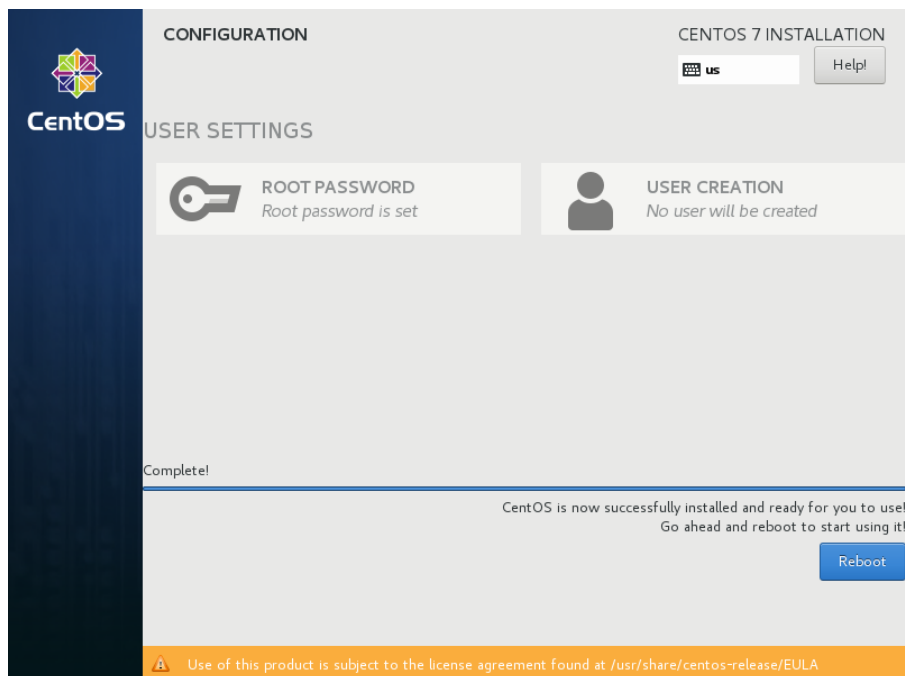 CONFIGURATION
CENTOS 7 INSTALLATION
us
Help!
CentOS
USER SETTINGS
ROOT PASSWORD
Root password is set
USER CREATION
No user will be created
Complete!
CentOS is now successfully installed and ready for you to use!
Go ahead and reboot to start using it!
Reboot
Use of this product is subject to the license agreement found at /usr/share/centos-release/EULA